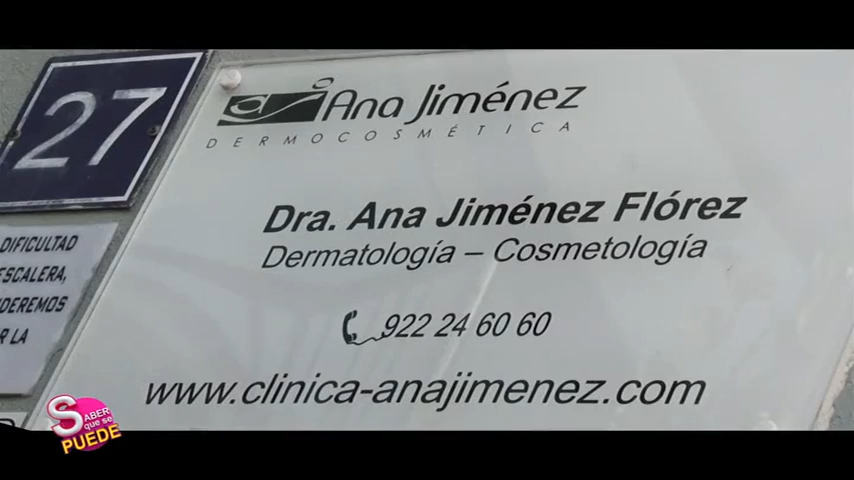 27
Ana Jiménez
DERMOCOSMÉTICA
Dra. Ana Jiménez Flórez
Dermatología – Cosmetología
922 24 60 60
www.clinica-anajimenez.com
DIFICULTAD
ESCALERA,
DEREMOS
R LA
SABER
que se
PUEDE